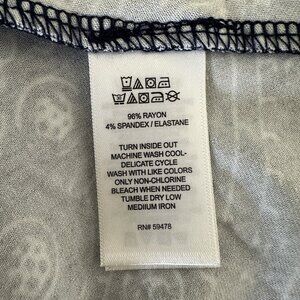 96% RAYON
4% SPANDEX / ELASTANE
TURN INSIDE OUT
MACHINE WASH COOL-
DELICATE CYCLE
WASH WITH LIKE COLORS
ONLY NON-CHLORINE
BLEACH WHEN NEEDED
TUMBLE DRY LOW
MEDIUM IRON
RN# 59478